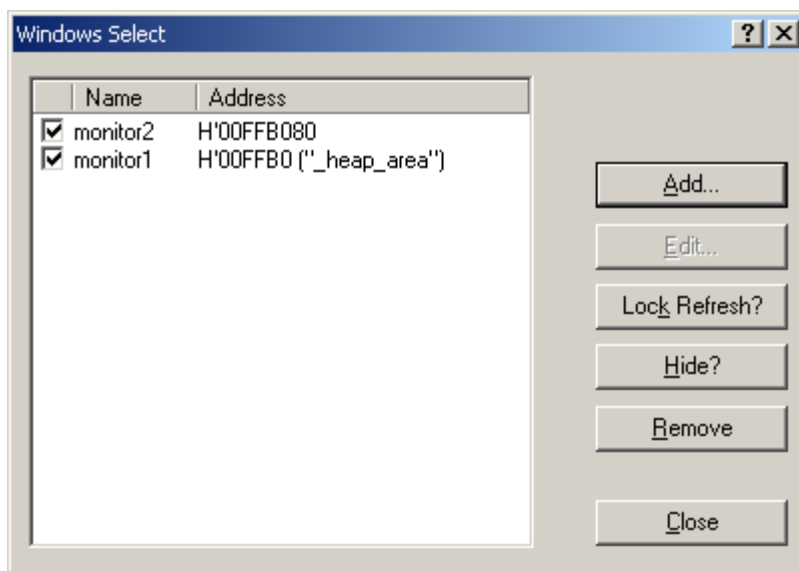 Windows Select
Name Address
monitor2 H'00FFB080
monitor1 H'00FFB0 ("_heap_area")
Add...
Edit...
Lock Refresh?
Hide?
Remove
Close